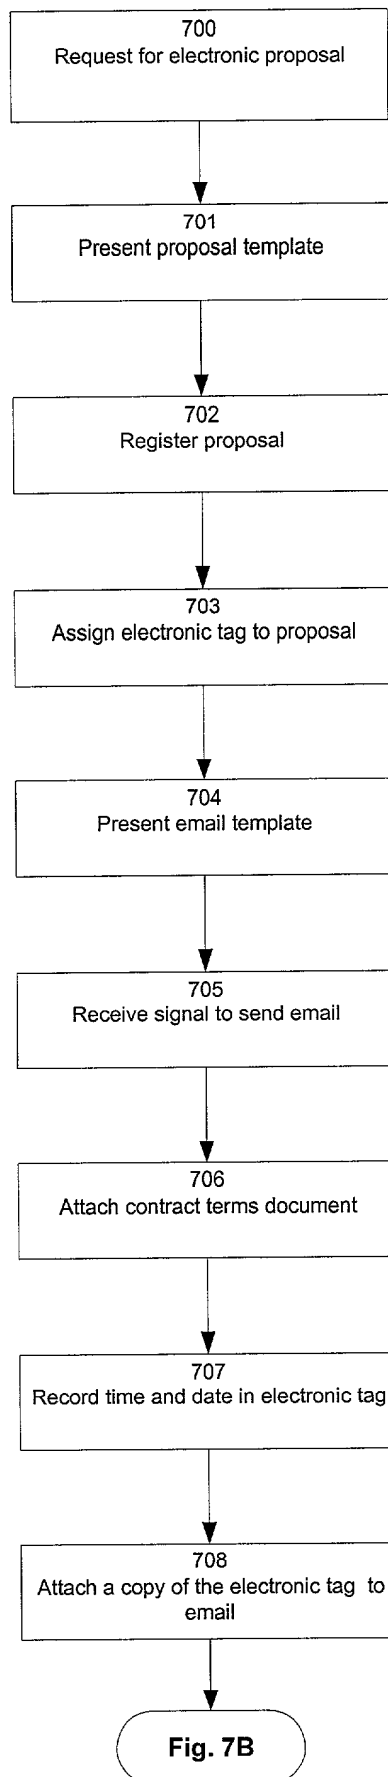 700
Request for electronic proposal
701
Present proposal template
702
Register proposal
703
Assign electronic tag to proposal
704
Present email template
705
Receive signal to send email
706
Attach contract terms document
707
Record time and date in electronic tag
708
Attach a copy of the electronic tag to
email
Fig. 7B